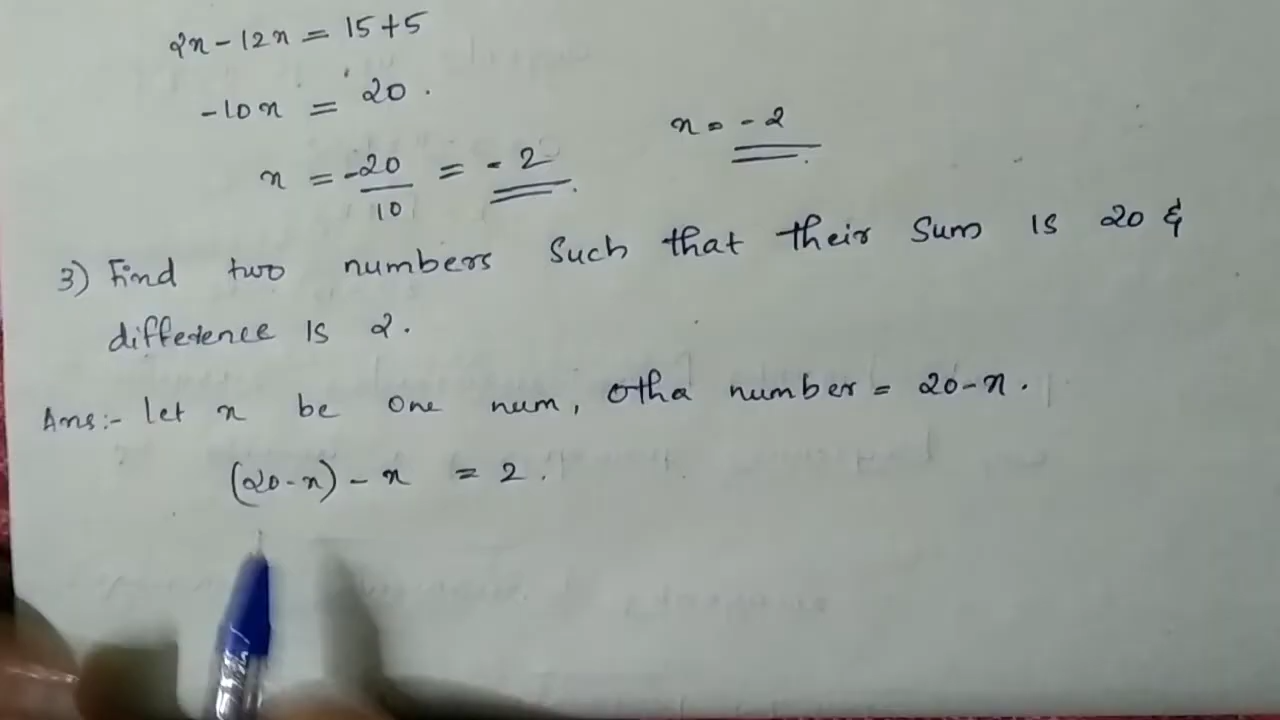 2x - 12x = 15+5
-10x = 20.
x = -20/10 = -2.
x = -2.
3) Find two numbers Such that their Sum is 20 &
difference is 2.
Ans:- let x be one num, otha number = 20-x.
(20-x) - x = 2.